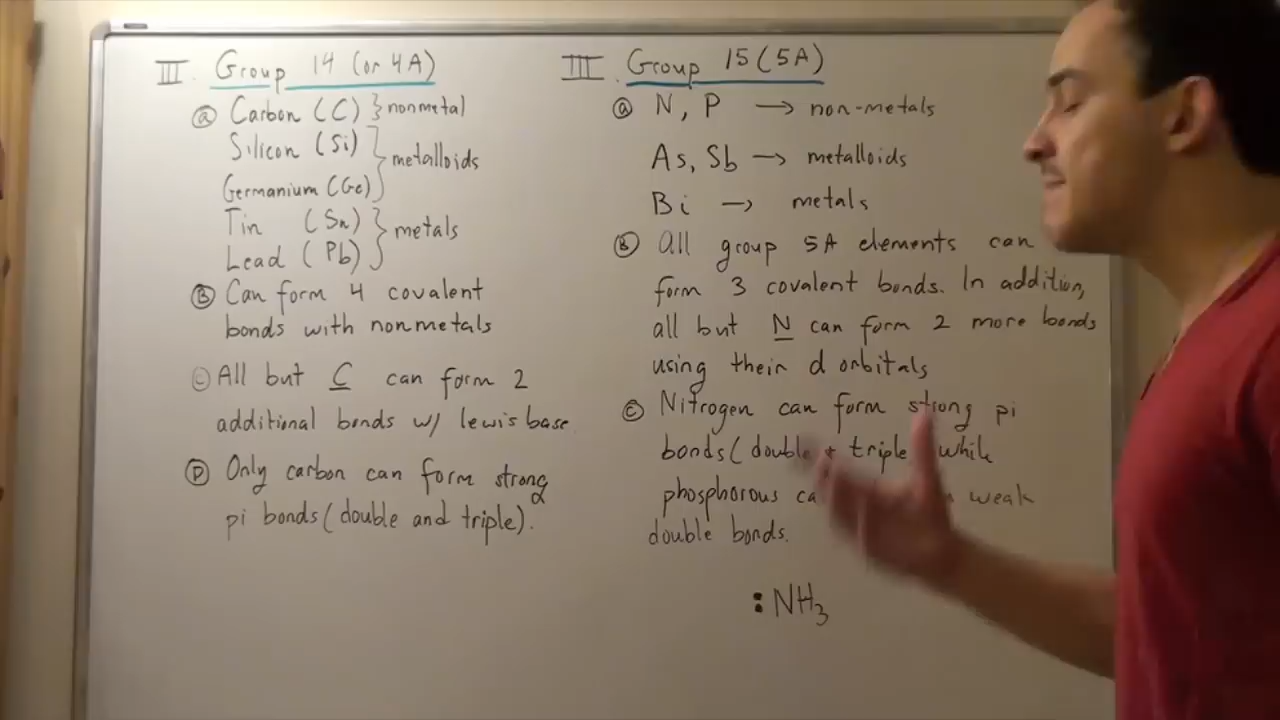 III. Group 14 (or 4A)
ⓐ Carbon (C) } nonmetal
Silicon (Si)
Germanium (Ge) } metalloids
Tin (Sn)
Lead (Pb) } metals
Ⓑ Can form 4 covalent
bonds with nonmetals
Ⓒ All but C can form 2
additional bonds w/ lewis base
Ⓓ Only carbon can form strong
pi bonds (double and triple).
III. Group 15 (5A)
ⓐ N, P → non-metals
As, Sb → metalloids
Bi → metals
Ⓑ All group 5A elements can
form 3 covalent bonds. In addition,
all but N can form 2 more bonds
using their d orbitals
Ⓒ Nitrogen can form strong pi
bonds (double + triple while
phosphorous ca weak
double bonds.
:NH3